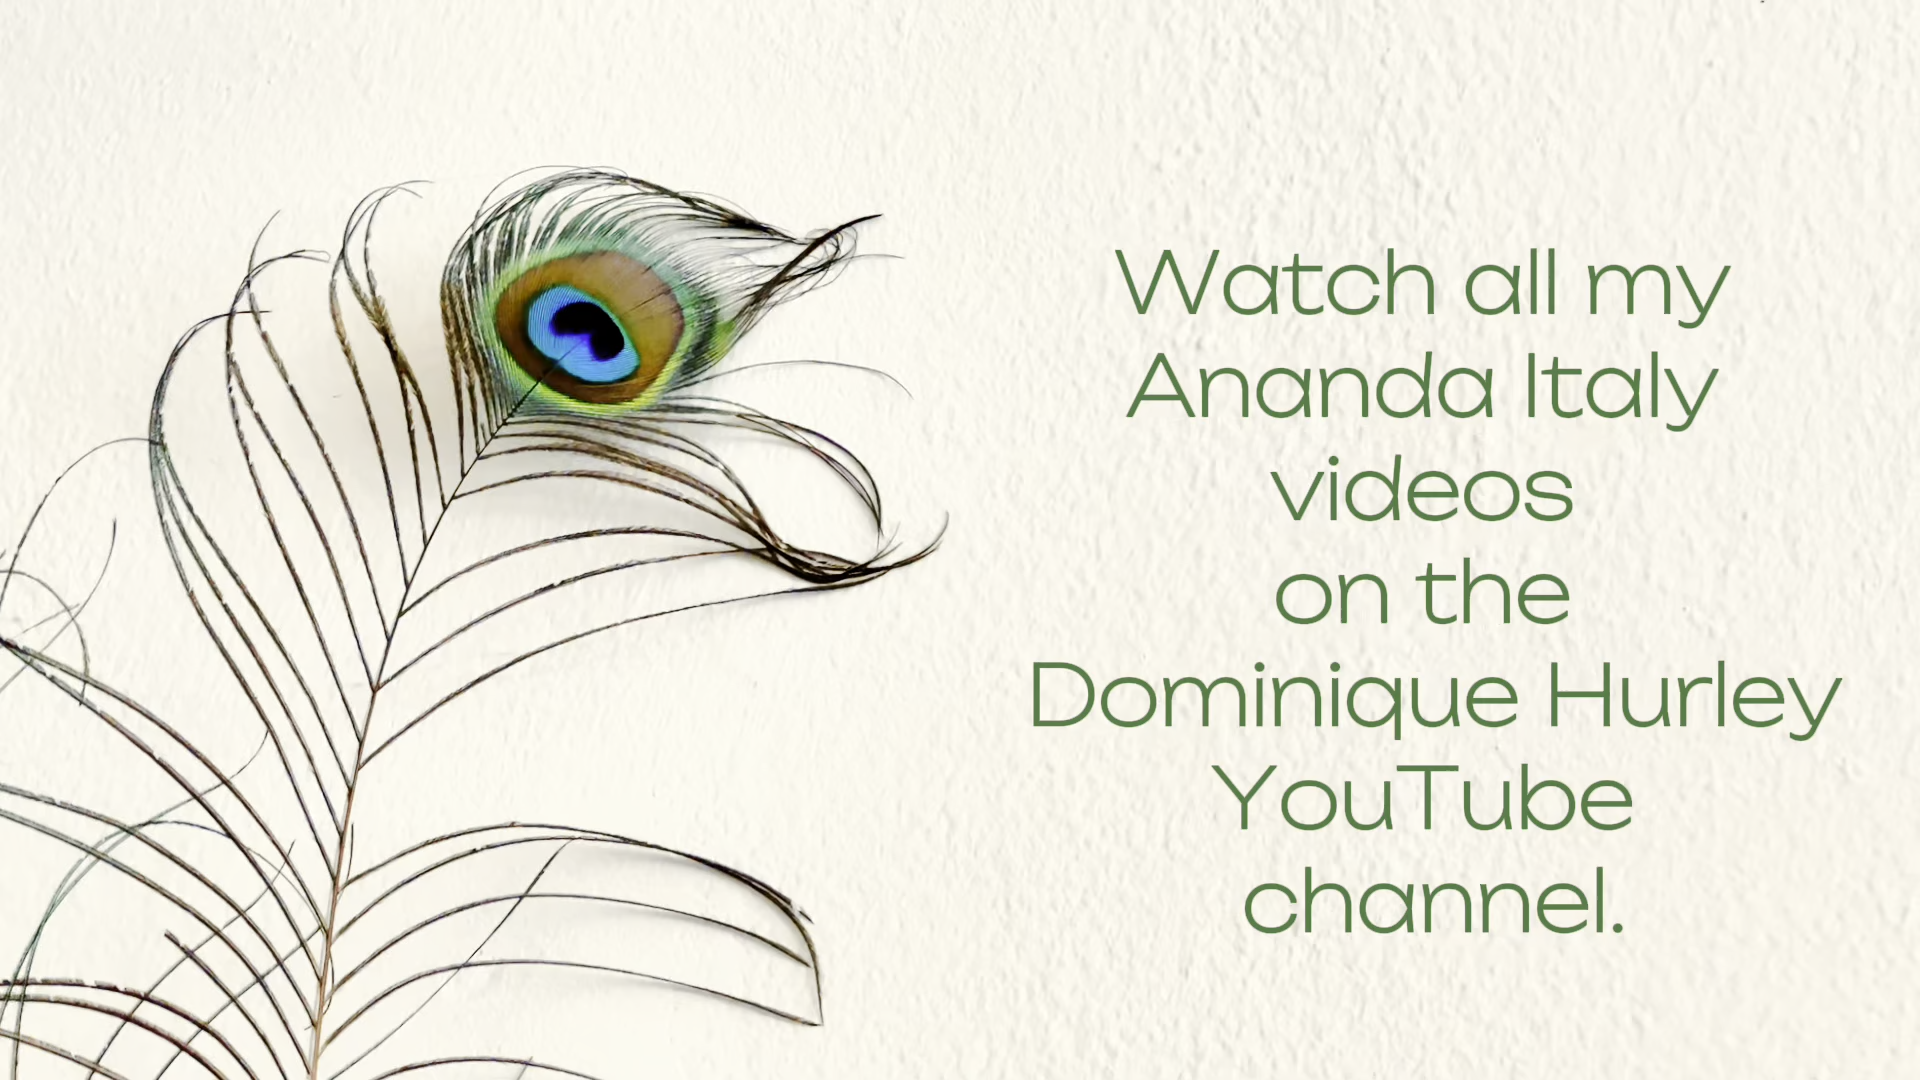 Watch all my
Ananda Italy
videos
on the
Dominique Hurley
YouTube
channel.